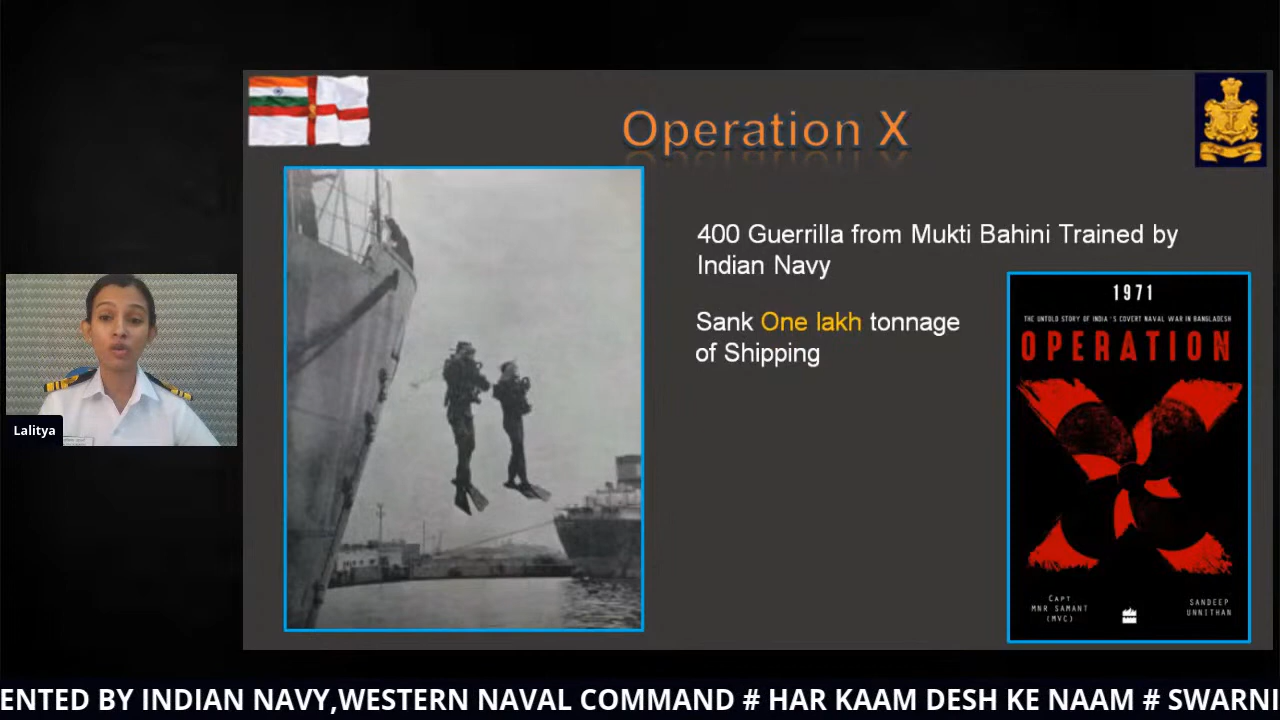 Operation X
400 Guerrilla from Mukti Bahini Trained by
Indian Navy
Sank One lakh tonnage
of Shipping
1971
THE UNTOLD STORY OF INDIA'S COVERT NAVAL WAR IN BANGLADESH
OPERATION
CAPT
MNR SAMANT
(MVC)
SANDEEP
UNNITHAN
Lalitya
ENTED BY INDIAN NAVY,WESTERN NAVAL COMMAND # HAR KAAM DESH KE NAAM # SWARNI